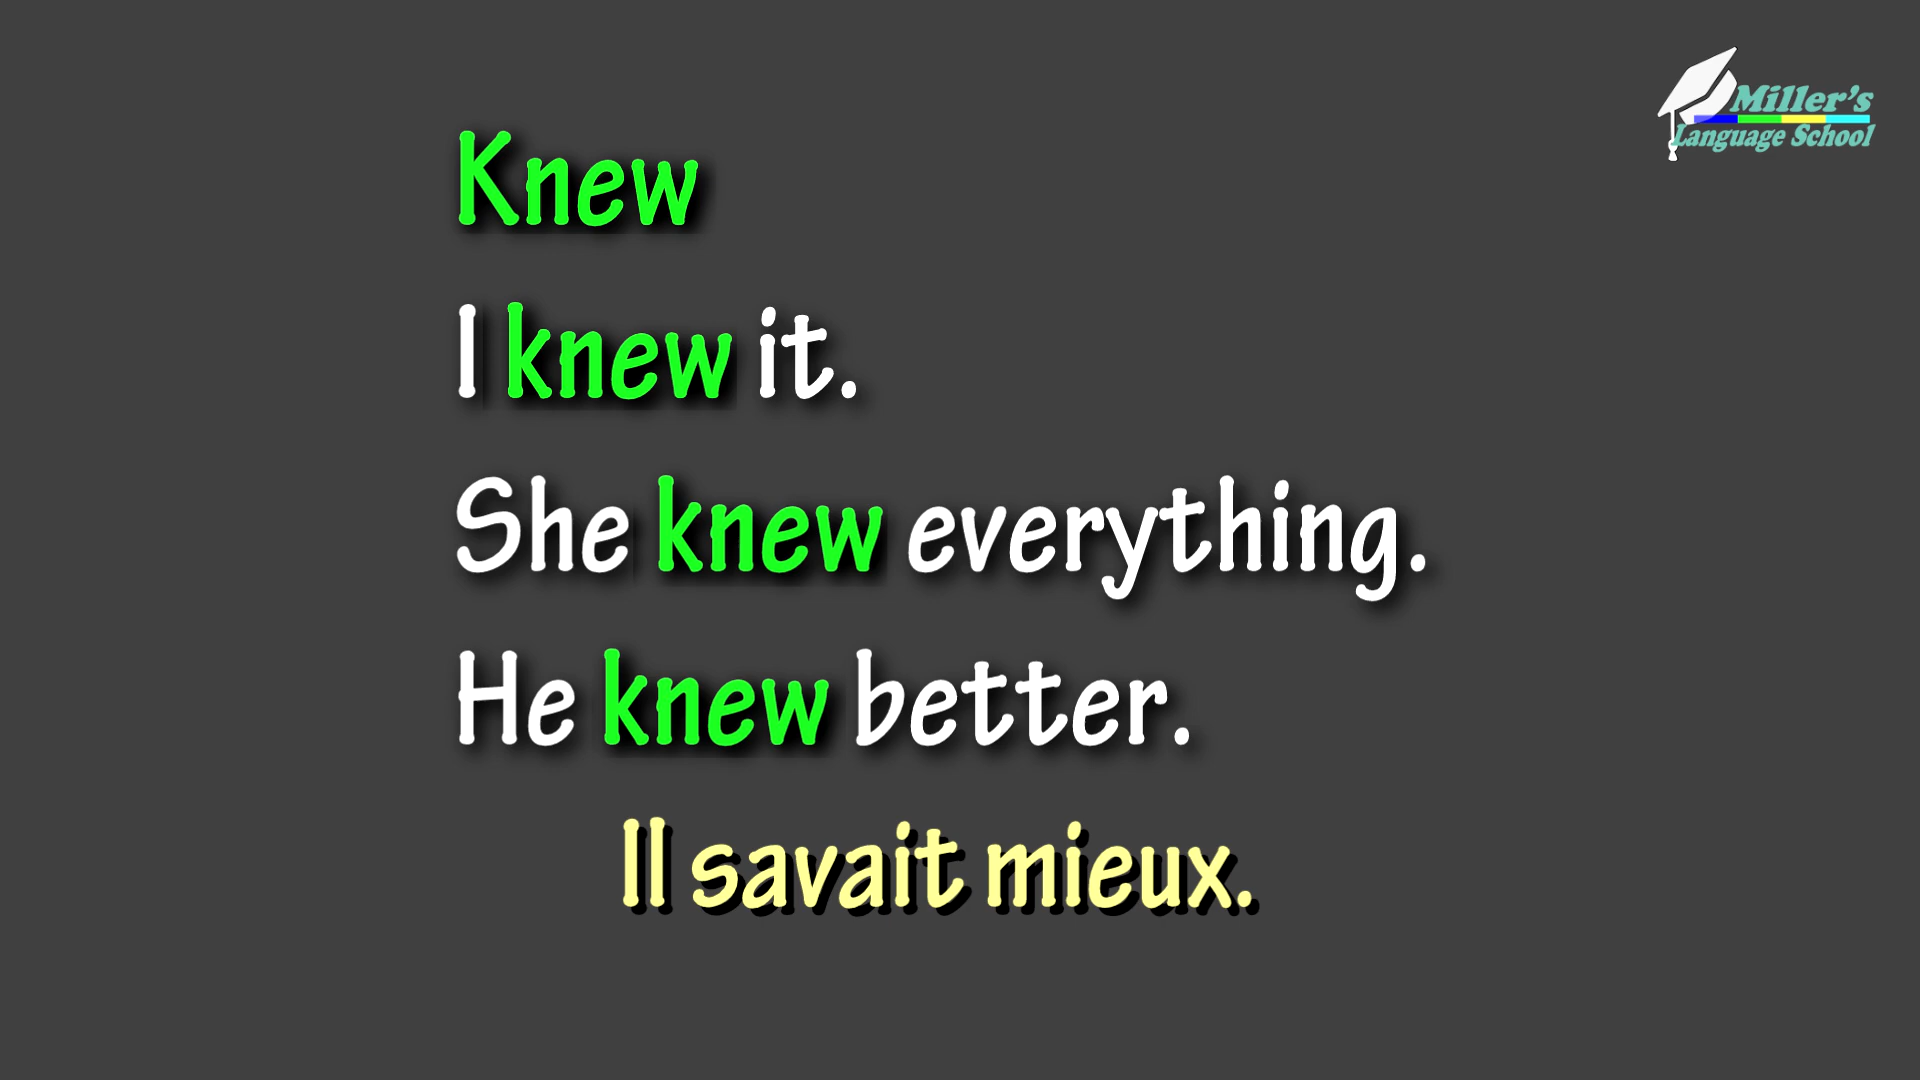 Miller's
Language School
Knew
I knew it.
She knew everything.
He knew better.
Il savait mieux.